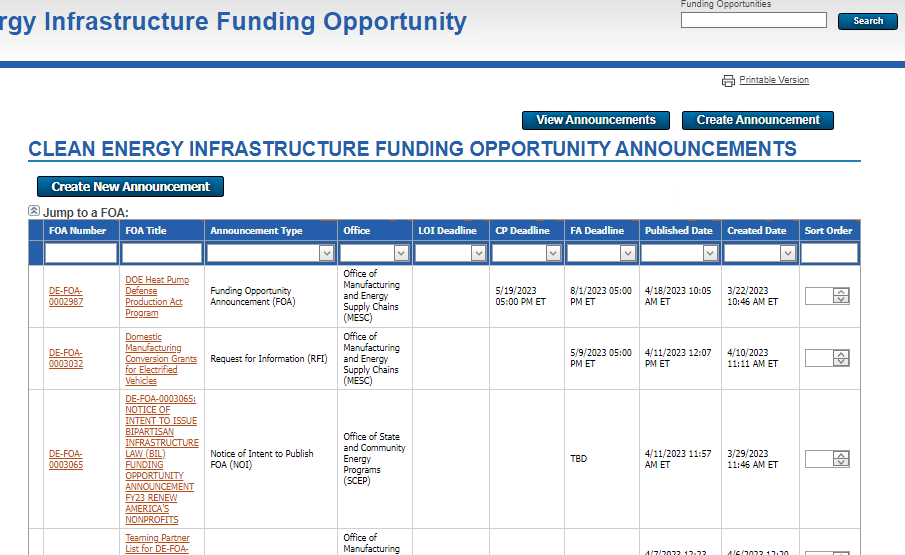 Funding Opportunities
rgy Infrastructure Funding Opportunity
Search
Printable Version
View Announcements
Create Announcement
CLEAN ENERGY INFRASTRUCTURE FUNDING OPPORTUNITY ANNOUNCEMENTS
Create New Announcement
Jump to a FOA:
FOA Number
FOA Title
Announcement Type
Office
LOI Deadline
CP Deadline
FA Deadline
Published Date
Created Date
Sort Order
DE-FOA-
0002987
DOE Heat Pump
Defense
Production Act
Program
Funding Opportunity
Announcement (FOA)
Office of
Manufacturing
and Energy
Supply Chains
(MESC)
5/19/2023
05:00 PM ET
8/1/2023 05:00
PM ET
4/18/2023 10:05
AM ET
3/22/2023
10:46 AM ET
DE-FOA-
0003032
Domestic
Manufacturing
Conversion Grants
for Electrified
Vehicles
Request for Information (RFI)
Office of
Manufacturing
and Energy
Supply Chains
(MESC)
5/9/2023 05:00
PM ET
4/11/2023 12:07
PM ET
4/10/2023
11:11 AM ET
DE-FOA-
0003065
DE-FOA-0003065:
NOTICE OF
INTENT TO ISSUE
BIPARTISAN
INFRASTRUCTURE
LAW (BIL)
FUNDING
OPPORTUNITY
ANNOUNCEMENT
FY23 RENEW
AMERICA'S
NONPROFITS
Notice of Intent to Publish
FOA (NOI)
Office of State
and Community
Energy
Programs
(SCEP)
TBD
4/11/2023 11:57
AM ET
3/29/2023
11:46 AM ET
Teaming Partner
List for DE-FOA-
Office of
Manufacturing